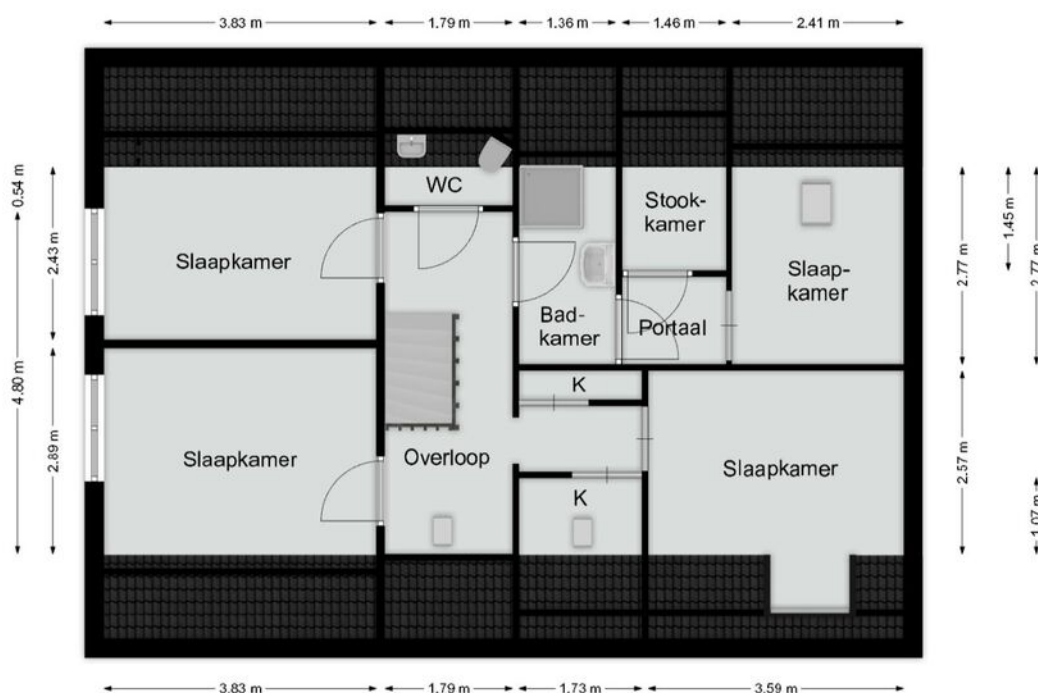 3.83 m
1.79 m
1.36 m
1.46 m
2.41 m
0.54 m
4.80 m
2.43 m
2.89 m
WC
Stook-
kamer
Slaapkamer
Slaap-
kamer
Bad-
kamer
Portaal
K
Overloop
Slaapkamer
Slaapkamer
K
2.77 m
2.57 m
1.45 m
2.77 m
1.07 m
3.83 m
1.79 m
1.73 m
3.59 m